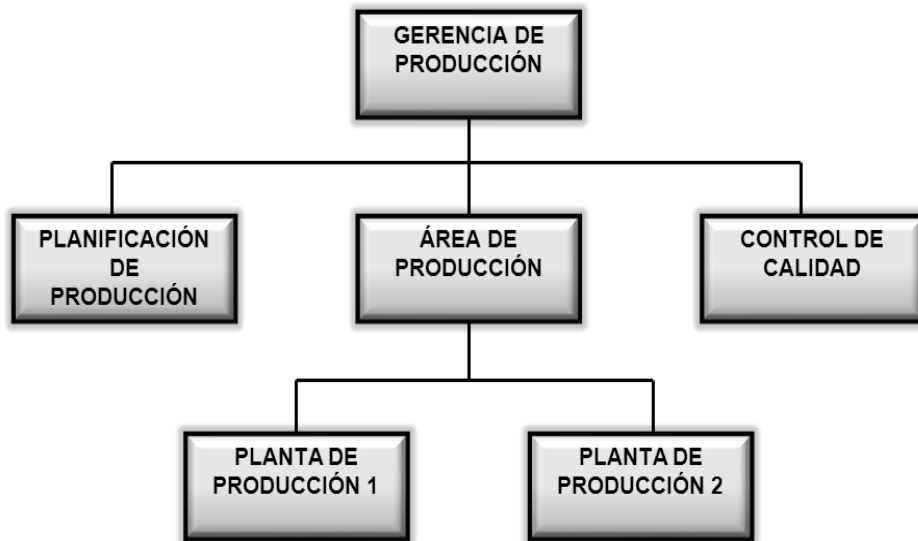 GERENCIA DE
PRODUCCIÓN
PLANIFICACIÓN
DE
PRODUCCIÓN
ÁREA DE
PRODUCCIÓN
CONTROL DE
CALIDAD
PLANTA DE
PRODUCCIÓN 1
PLANTA DE
PRODUCCIÓN 2